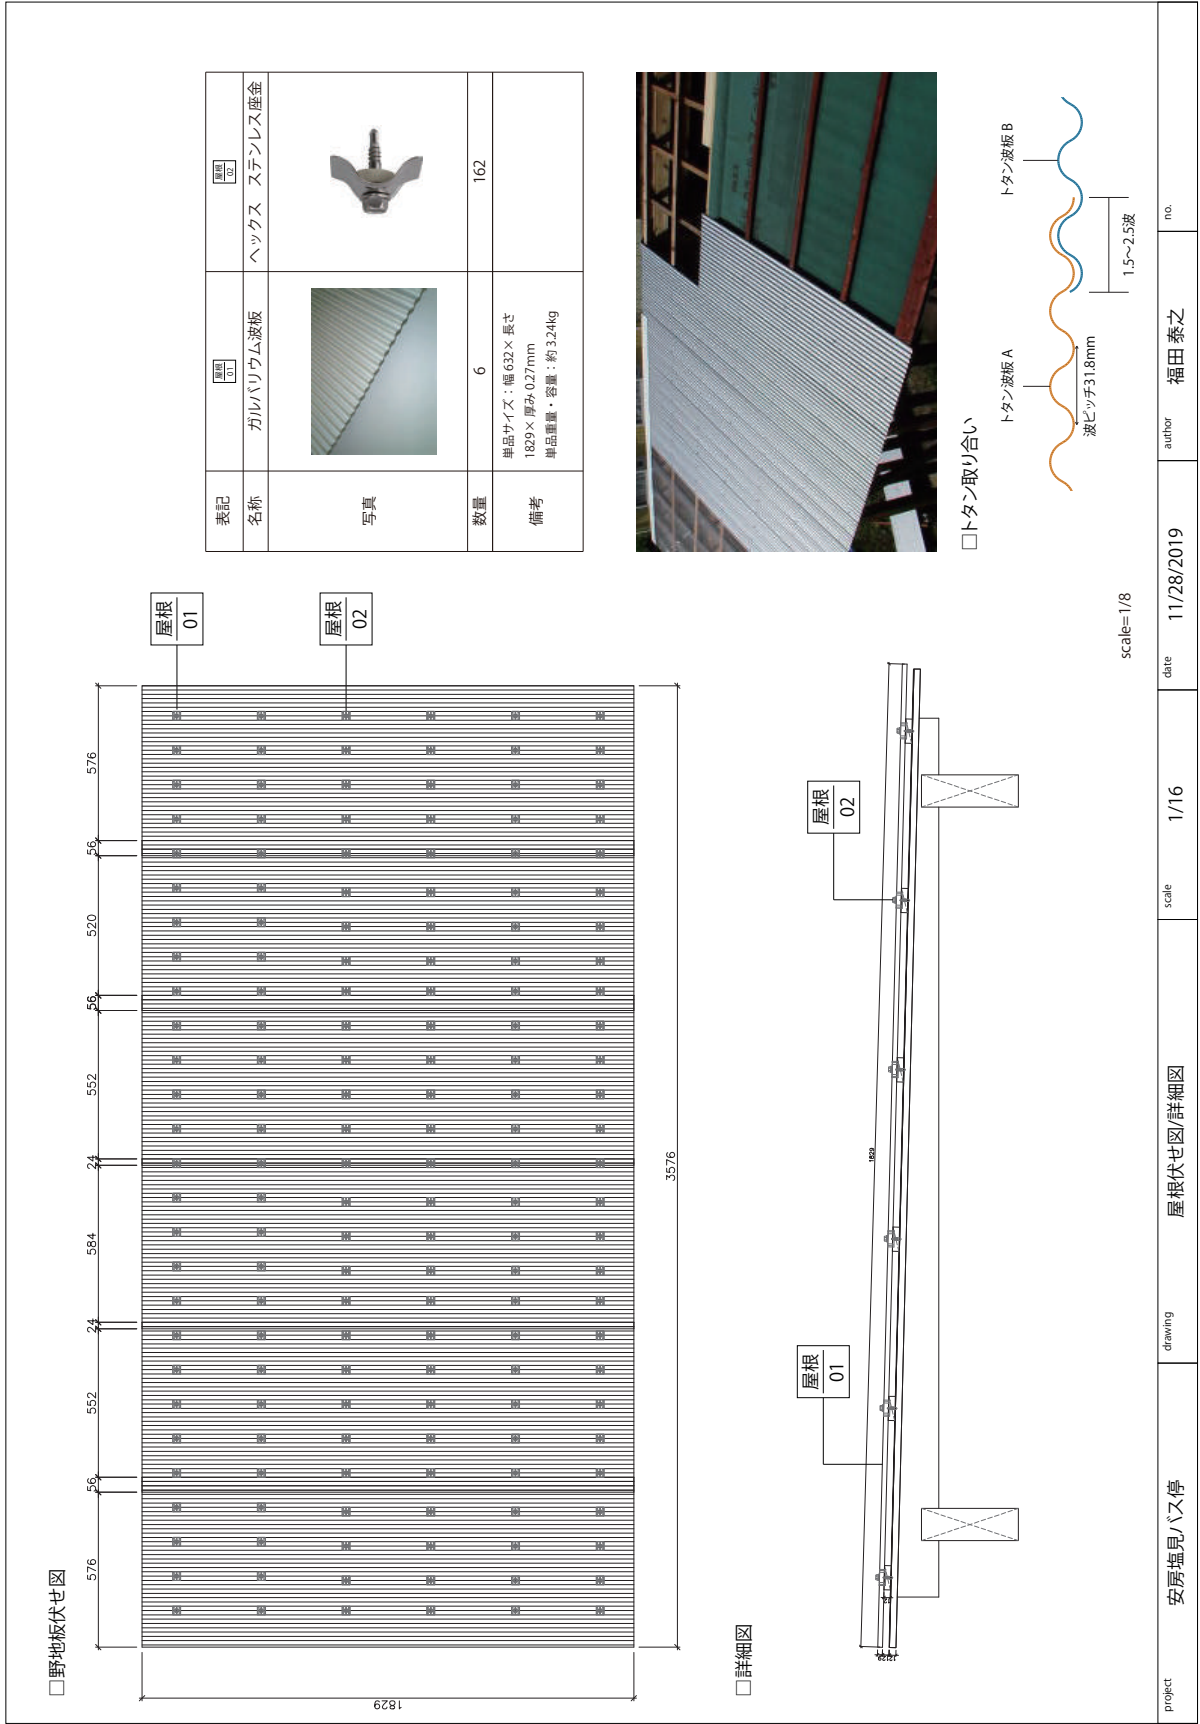 □野地板伏せ図
576
56
552
24
584
24
552
56
520
56
576
1829
3576
屋根
01
屋根
02
表記
屋根
01
屋根
02
名称
ガルバリウム波板
ヘックス ステンレス座金
写真
数量
6
162
備考
単品サイズ：幅 632× 長さ
1829× 厚み 0.27mm
単品重量・容量：約 3.24kg
□トタン取り合い
トタン波板 A
トタン波板 B
波ピッチ31.8mm
1.5～2.5波
□詳細図
1829
屋根
01
屋根
02
scale=1/8
project
安房塩見バス停
drawing
屋根伏せ図/詳細図
scale
1/16
date
11/28/2019
author
福田 泰之
no.